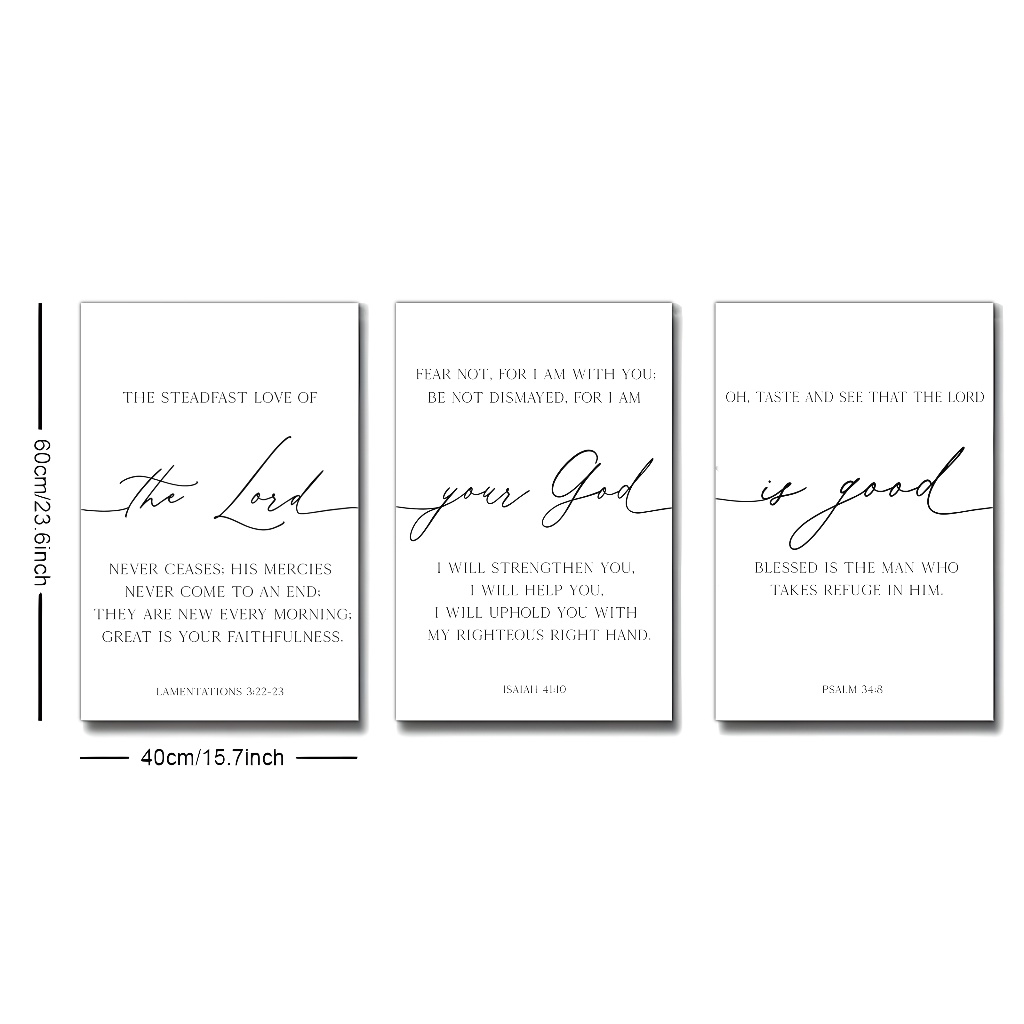 60cm/23.6inch
THE STEADFAST LOVE OF
the Lord
NEVER CEASES; HIS MERCIES
NEVER COME TO AN END;
THEY ARE NEW EVERY MORNING;
GREAT IS YOUR FAITHFULNESS.
LAMENTATIONS 3:22-23
FEAR NOT, FOR I AM WITH YOU;
BE NOT DISMAYED, FOR I AM
your God
I WILL STRENGTHEN YOU,
I WILL HELP YOU,
I WILL UPHOLD YOU WITH
MY RIGHTEOUS RIGHT HAND.
ISAIAH 41:10
OH, TASTE AND SEE THAT THE LORD
is good
BLESSED IS THE MAN WHO
TAKES REFUGE IN HIM.
PSALM 34:8
40cm/15.7inch